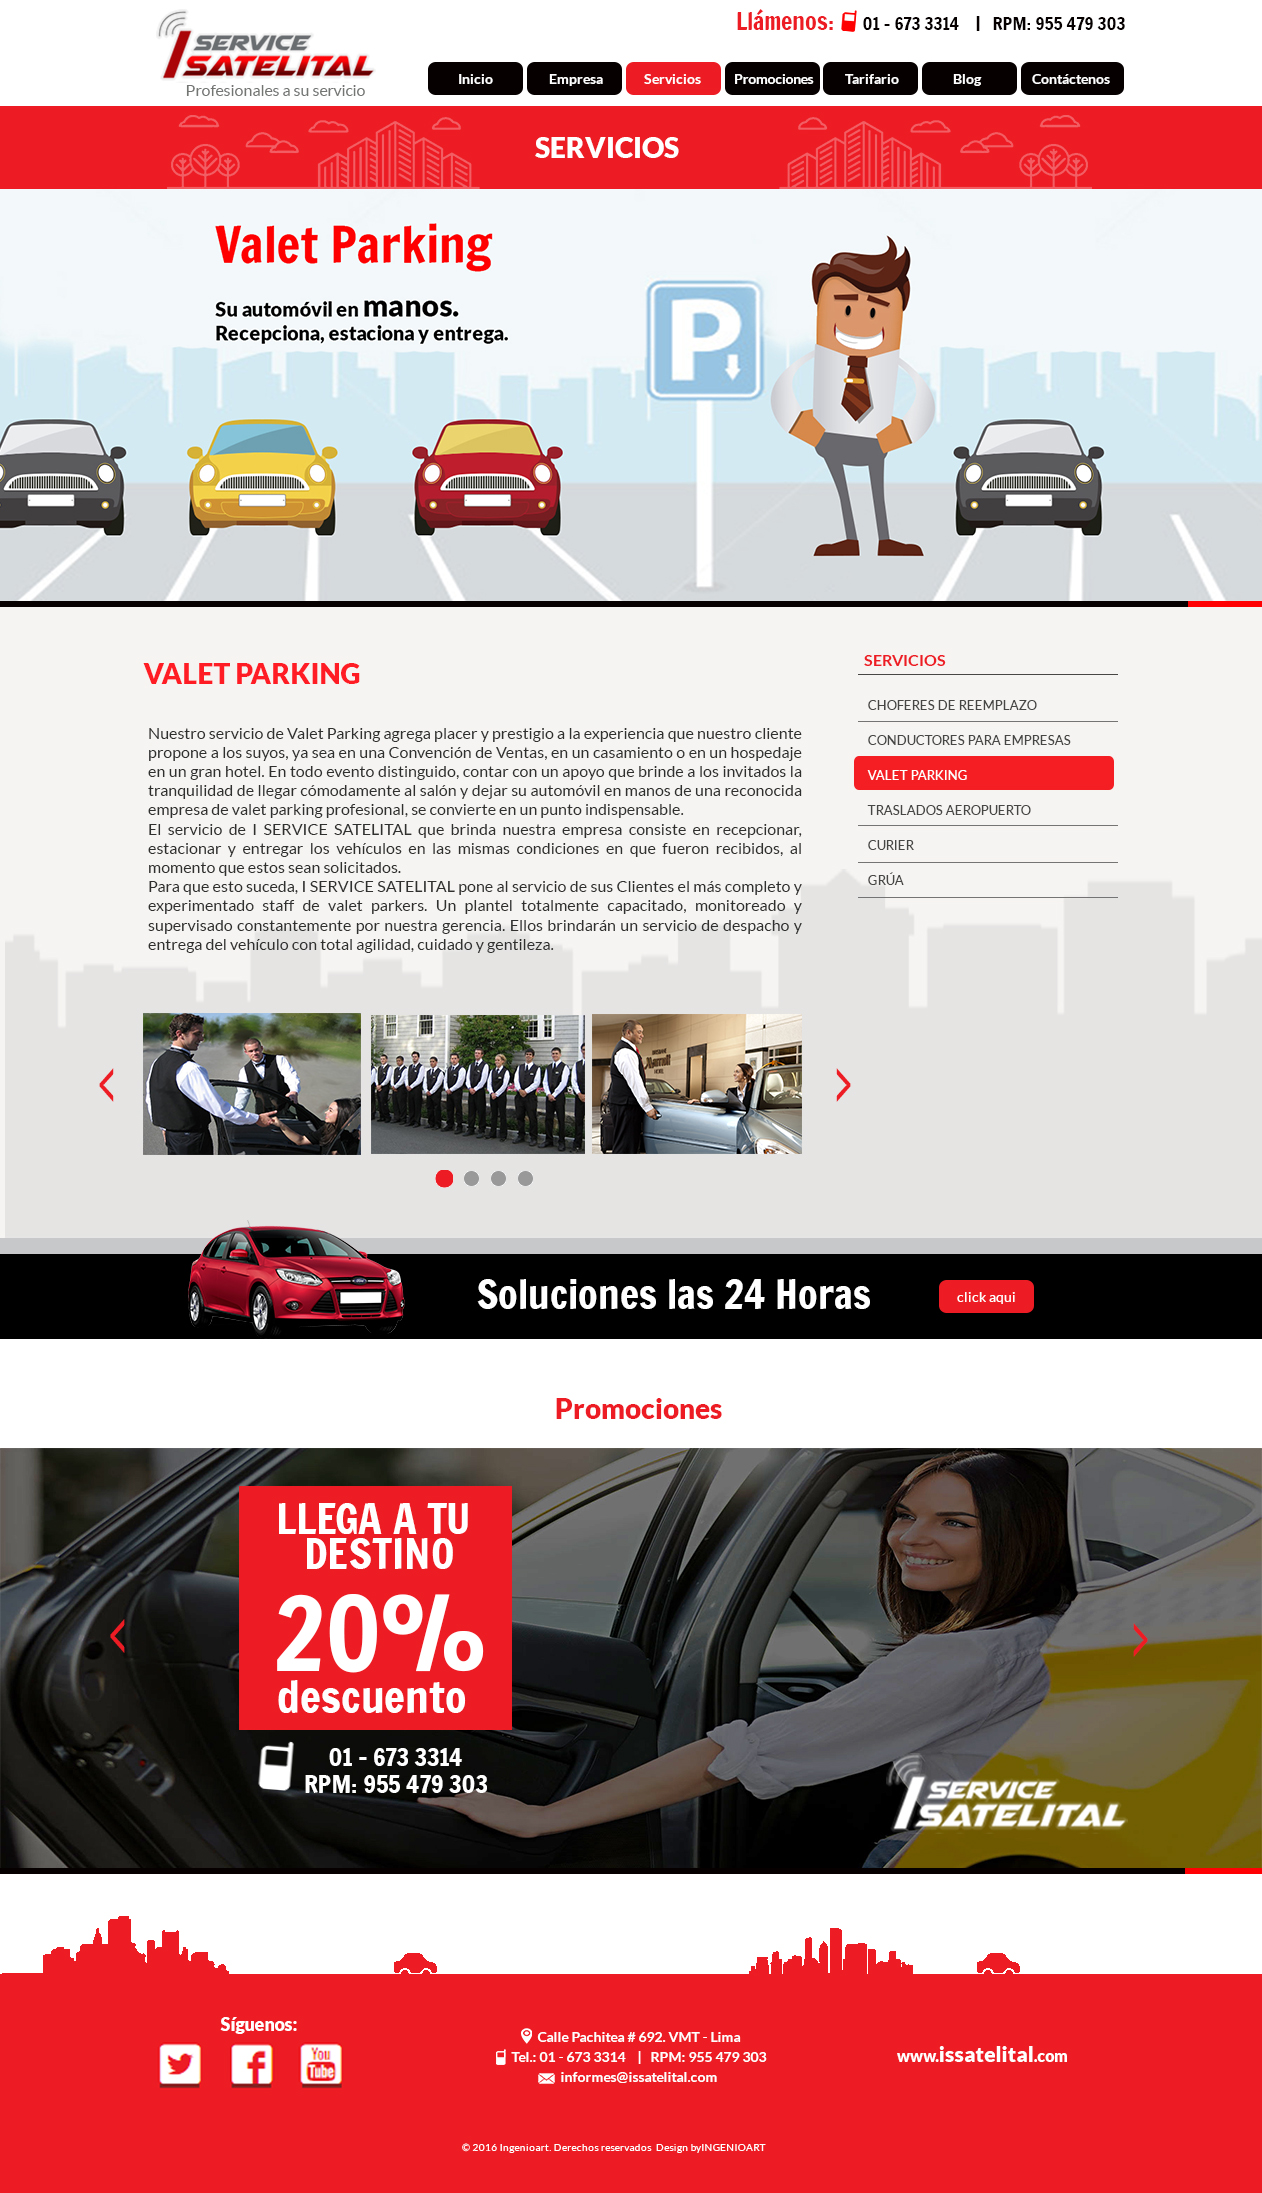 Llámenos: 01 - 673 3314 | RPM: 955 479 303
I SERVICE
SATELITAL
Profesionales a su servicio
Inicio Empresa Servicios Promociones Tarifario Blog Contáctenos
SERVICIOS
Valet Parking
Su automóvil en manos.
Recepciona, estaciona y entrega.
P
VALET PARKING
Nuestro servicio de Valet Parking agrega placer y prestigio a la experiencia que nuestro cliente
propone a los suyos, ya sea en una Convención de Ventas, en un casamiento o en un hospedaje
en un gran hotel. En todo evento distinguido, contar con un apoyo que brinde a los invitados la
tranquilidad de llegar cómodamente al salón y dejar su automóvil en manos de una reconocida
empresa de valet parking profesional, se convierte en un punto indispensable.
El servicio de I SERVICE SATELITAL que brinda nuestra empresa consiste en recepcionar,
estacionar y entregar los vehículos en las mismas condiciones en que fueron recibidos, al
momento que estos sean solicitados.
Para que esto suceda, I SERVICE SATELITAL pone al servicio de sus Clientes el más completo y
experimentado staff de valet parkers. Un plantel totalmente capacitado, monitoreado y
supervisado constantemente por nuestra gerencia. Ellos brindarán un servicio de despacho y
entrega del vehículo con total agilidad, cuidado y gentileza.
SERVICIOS
CHOFERES DE REEMPLAZO
CONDUCTORES PARA EMPRESAS
VALET PARKING
TRASLADOS AEROPUERTO
CURIER
GRÚA
Marriott
Soluciones las 24 Horas
click aqui
Promociones
LLEGA A TU
DESTINO
20%
descuento
01 - 673 3314
RPM: 955 479 303
I SERVICE
SATELITAL
Síguenos:
You
Tube
Calle Pachitea # 692. VMT - Lima
Tel.: 01 - 673 3314 | RPM: 955 479 303
informes@issatelital.com
www.issatelital.com
© 2016 Ingenioart. Derechos reservados Design byINGENIOART